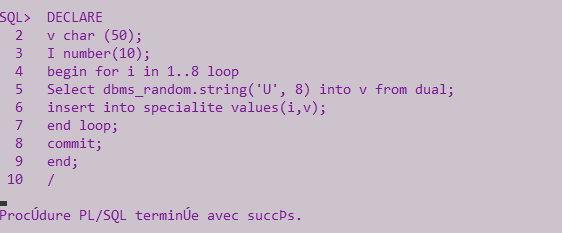 SQL>  DECLARE
  2   v char (50);
  3   I number(10);
  4   begin for i in 1..8 loop
  5   Select dbms_random.string('U', 8) into v from dual;
  6   insert into specialite values(i,v);
  7   end loop;
  8   commit;
  9   end;
 10   /
ProcÚdure PL/SQL terminÚe avec succÞs.